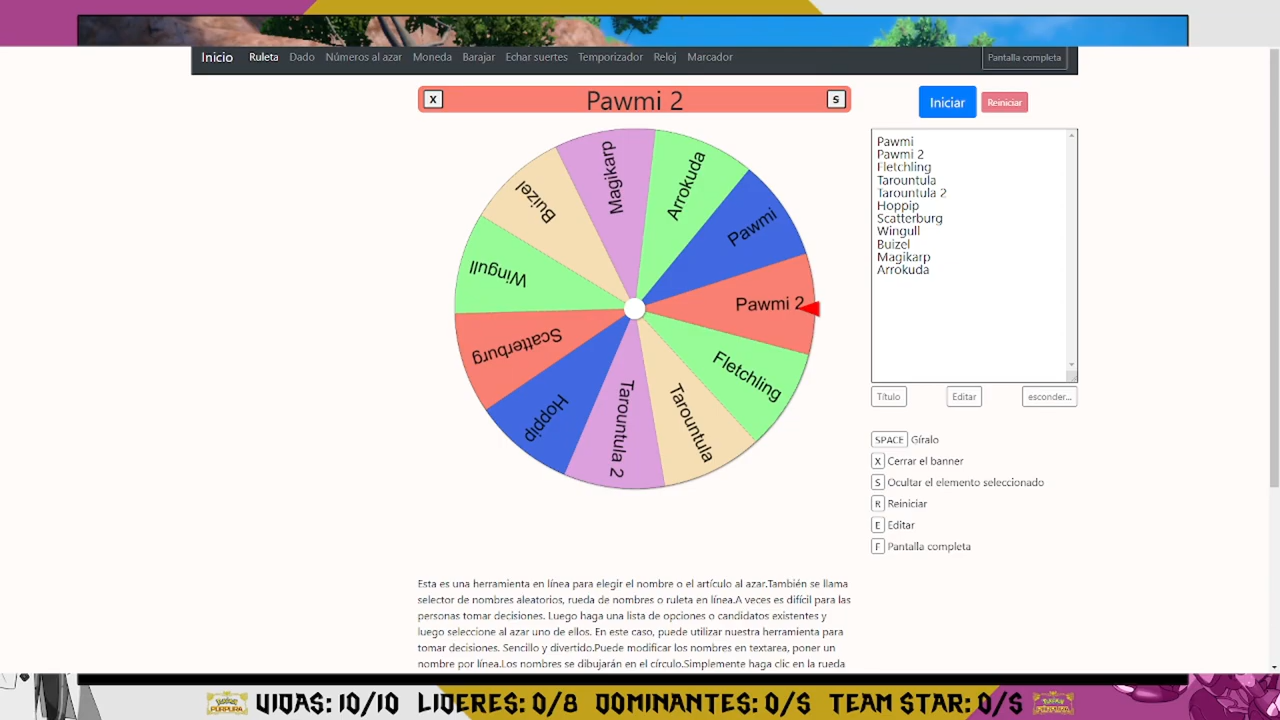 Inicio Ruleta Dado Números al azar Moneda Barajar Echar suertes Temporizador Reloj Marcador Pantalla completa
X Pawmi 2 S Iniciar Reiniciar
Magikarp
Arrokuda
Buizel
Pawmi
Wingull
Pawmi 2
Scatterburg
Fletchling
Hoppip
Tarountula 2
Tarountula
Pawmi
Pawmi 2
Fletchling
Tarountula
Tarountula 2
Hoppip
Scatterburg
Wingull
Buizel
Magikarp
Arrokuda
Título Editar esconder...
SPACE Gíralo
X Cerrar el banner
S Ocultar el elemento seleccionado
R Reiniciar
E Editar
F Pantalla completa
Esta es una herramienta en línea para elegir el nombre o el artículo al azar.También se llama
selector de nombres aleatorios, rueda de nombres o ruleta en línea.A veces es difícil para las
personas tomar decisiones. Luego haga una lista de opciones o candidatos existentes y
luego seleccione al azar uno de ellos. En este caso, puede utilizar nuestra herramienta para
tomar decisiones. Sencillo y divertido.Puede modificar los nombres en textarea, poner un
nombre por línea.Los nombres se dibujarán en el círculo.Simplemente haga clic en la rueda
PÚRPURA VIDAS: 10/10 LIDERES: 0/8 DOMINANTES: 0/5 TEAM STAR: 0/5 PÚRPURA